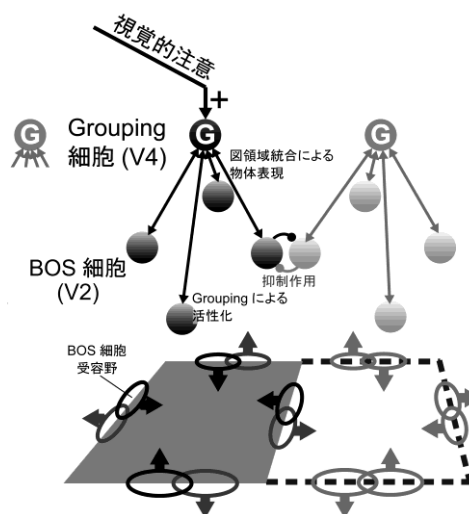 視覚的注意
+
G
Grouping
細胞 (V4)
G
G
図領域統合による
物体表現
BOS 細胞
(V2)
抑制作用
Grouping による
活性化
BOS 細胞
受容野